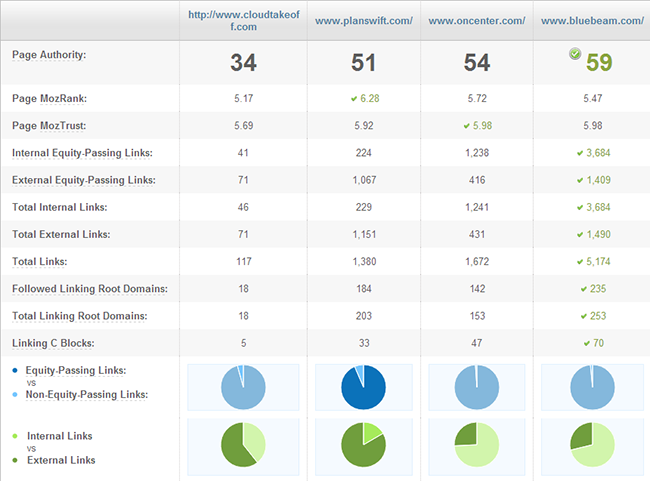 http://www.cloudtakeof
f.com
www.planswift.com/
www.oncenter.com/
www.bluebeam.com/
Page Authority: 34 51 54 59
Page MozRank: 5.17 6.28 5.72 5.47
Page MozTrust: 5.69 5.92 5.98 5.98
Internal Equity-Passing Links: 41 224 1,238 3,684
External Equity-Passing Links: 71 1,067 416 1,409
Total Internal Links: 46 229 1,241 3,684
Total External Links: 71 1,151 431 1,490
Total Links: 117 1,380 1,672 5,174
Followed Linking Root Domains: 18 184 142 235
Total Linking Root Domains: 18 203 153 253
Linking C Blocks: 5 33 47 70
Equity-Passing Links:
vs
Non-Equity-Passing Links:
Internal Links
vs
External Links